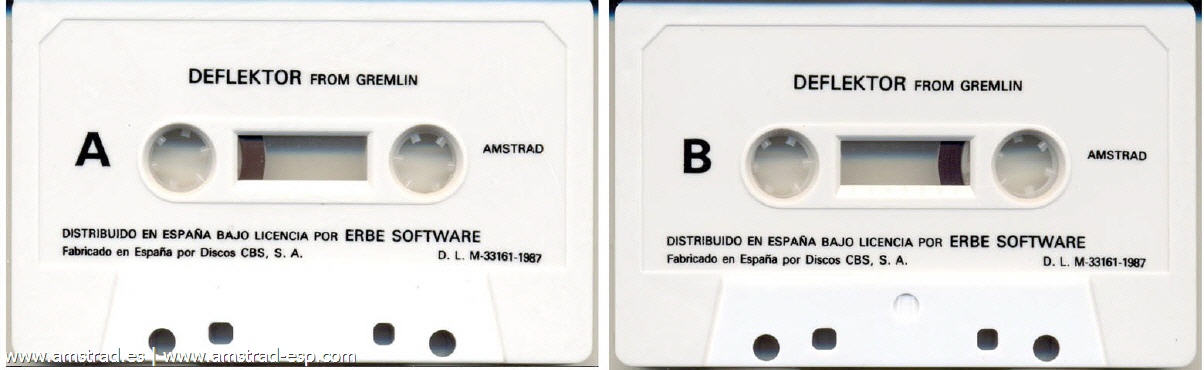 DEFLEKTOR FROM GREMLIN
A
AMSTRAD
DISTRIBUIDO EN ESPAÑA BAJO LICENCIA POR ERBE SOFTWARE
Fabricado en España por Discos CBS, S. A.
D. L. M-33161-1987
www.amstrad.es | www.amstrad-esp.com
DEFLEKTOR FROM GREMLIN
B
AMSTRAD
DISTRIBUIDO EN ESPAÑA BAJO LICENCIA POR ERBE SOFTWARE
Fabricado en España por Discos CBS, S. A.
D. L. M-33161-1987